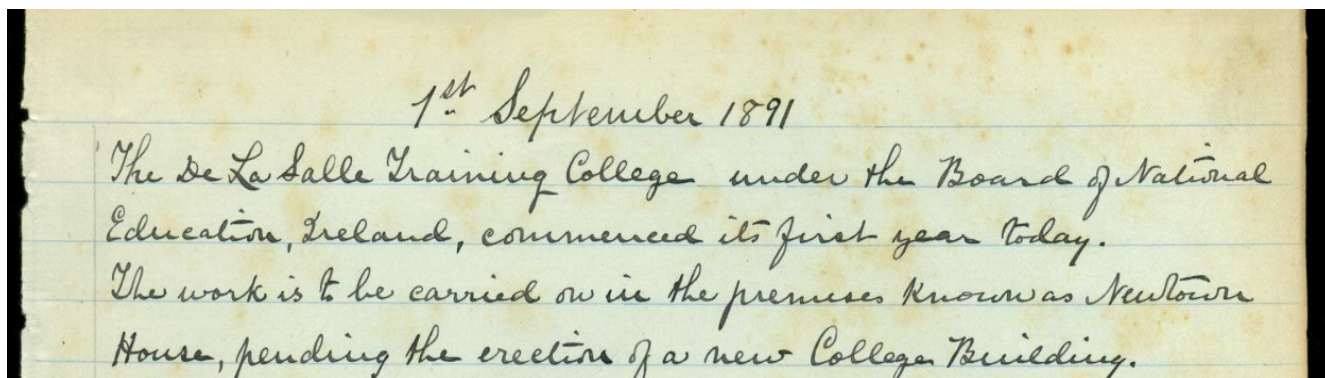 1st September 1891
The De La Salle Training College under the Board of National
Education, Ireland, commenced its first year today.
The work is to be carried on in the premises known as Newtown
House, pending the erection of a new College Building.